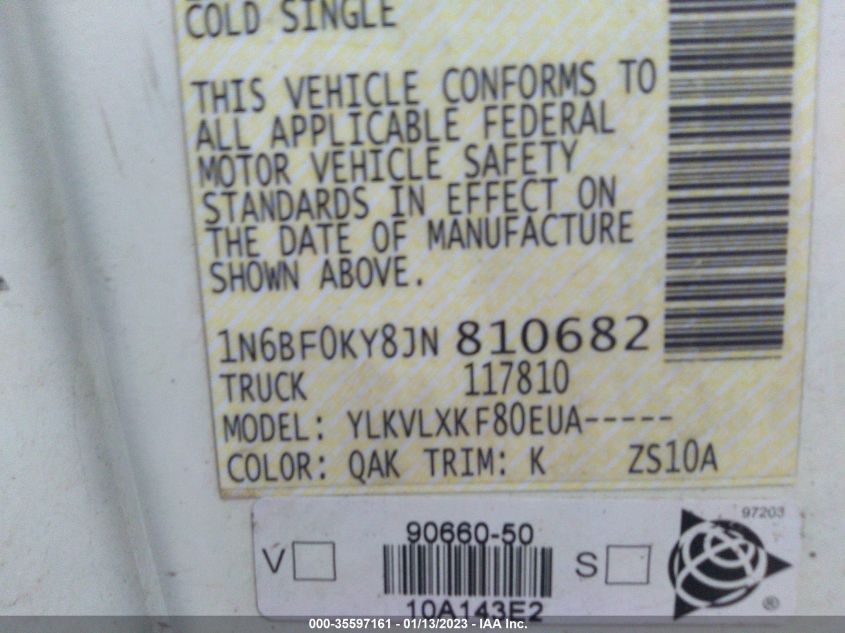 COLD SINGLE
THIS VEHICLE CONFORMS TO
ALL APPLICABLE FEDERAL
MOTOR VEHICLE SAFETY
STANDARDS IN EFFECT ON
THE DATE OF MANUFACTURE
SHOWN ABOVE.
1N6BF0KY8JN 810682
TRUCK 117810
MODEL: YLKVLXKF80EUA-----
COLOR: QAK TRIM: K ZS10A
97203
90660-50
V S
®
10A143E2
000-35597161 - 01/13/2023 - IAA Inc.